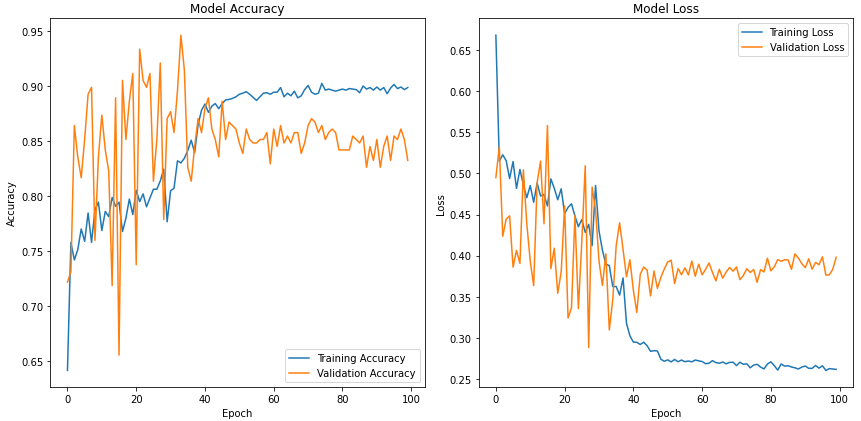 Model Accuracy
0.95
0.90
0.85
0.80
0.75
0.70
0.65
Accuracy
0
20
40
60
80
100
Epoch
Training Accuracy
Validation Accuracy
Model Loss
0.65
0.60
0.55
0.50
0.45
0.40
0.35
0.30
0.25
Loss
0
20
40
60
80
100
Epoch
Training Loss
Validation Loss